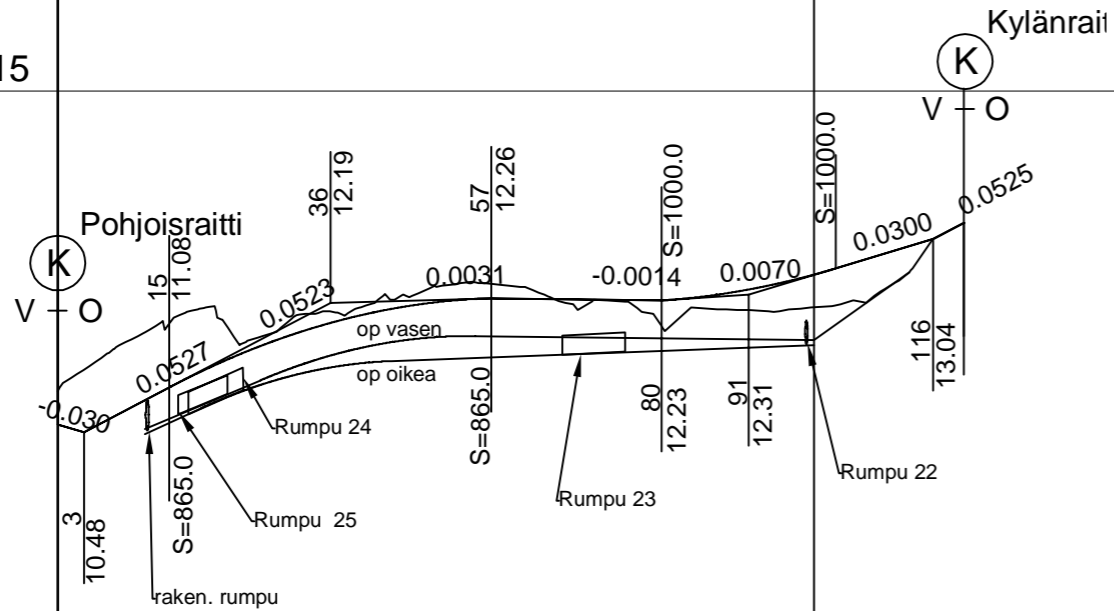 Kylänrait
15
K
V O
36
12.19
57
12.26
S=1000.0
S=1000.0
0.0525
Pohjoisraitti
K
V O
15
11.08
0.0523
0.0031
-0.0014
0.0070
0.0300
op vasen
0.0527
op oikea
-0.030
Rumpu 24
S=865.0
80
12.23
91
12.31
116
13.04
Rumpu 22
Rumpu 23
3
10.48
S=865.0
Rumpu 25
raken. rumpu